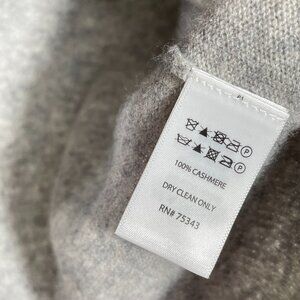 P
P
100% CASHMERE
DRY CLEAN ONLY
RN# 75343